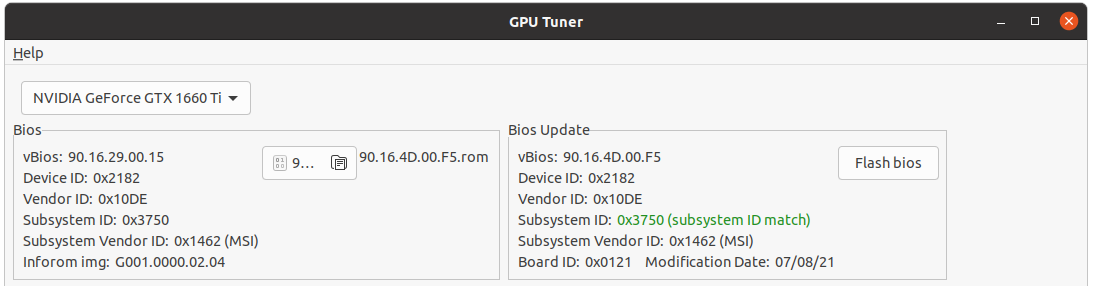 GPU Tuner
Help
NVIDIA GeForce GTX 1660 Ti
Bios
vBios: 90.16.29.00.15
9... 90.16.4D.00.F5.rom
Device ID: 0x2182
Vendor ID: 0x10DE
Subsystem ID: 0x3750
Subsystem Vendor ID: 0x1462 (MSI)
Inforom img: G001.0000.02.04
Bios Update
vBios: 90.16.4D.00.F5
Flash bios
Device ID: 0x2182
Vendor ID: 0x10DE
Subsystem ID: 0x3750 (subsystem ID match)
Subsystem Vendor ID: 0x1462 (MSI)
Board ID: 0x0121 Modification Date: 07/08/21